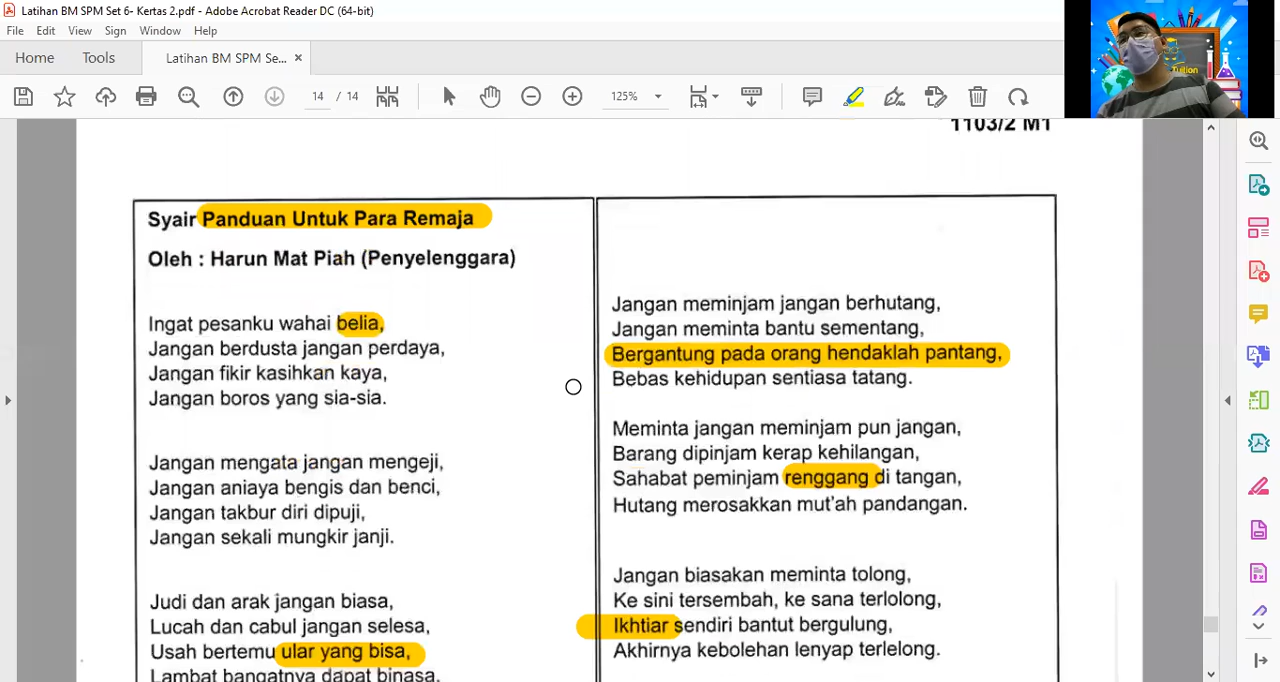 Latihan BM SPM Set 6- Kertas 2.pdf - Adobe Acrobat Reader DC (64-bit)
File Edit View Sign Window Help
Home Tools Latihan BM SPM Se... ×
14 / 14 125%
Tuition
1103/2 M1
Syair Panduan Untuk Para Remaja
Oleh : Harun Mat Piah (Penyelenggara)
Ingat pesanku wahai belia,
Jangan berdusta jangan perdaya,
Jangan fikir kasihkan kaya,
Jangan boros yang sia-sia.
Jangan mengata jangan mengeji,
Jangan aniaya bengis dan benci,
Jangan takbur diri dipuji,
Jangan sekali mungkir janji.
Judi dan arak jangan biasa,
Lucah dan cabul jangan selesa,
Usah bertemu ular yang bisa,
Lambat bangatnya dapat binasa.
Jangan meminjam jangan berhutang,
Jangan meminta bantu sementang,
Bergantung pada orang hendaklah pantang,
Bebas kehidupan sentiasa tatang.
Meminta jangan meminjam pun jangan,
Barang dipinjam kerap kehilangan,
Sahabat peminjam renggang di tangan,
Hutang merosakkan mut'ah pandangan.
Jangan biasakan meminta tolong,
Ke sini tersembah, ke sana terlolong,
Ikhtiar sendiri bantut bergulung,
Akhirnya kebolehan lenyap terlelong.